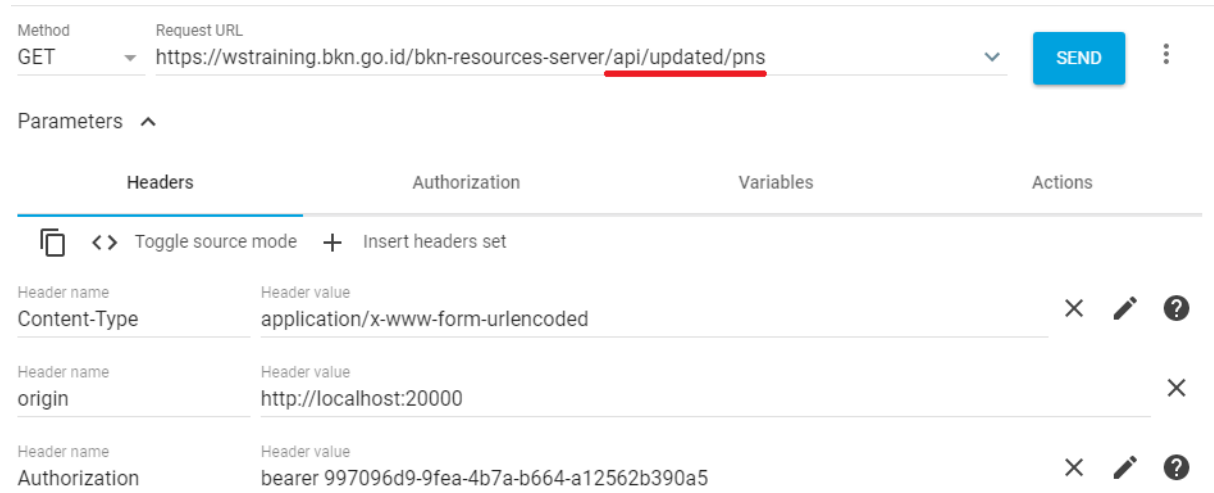 Method
Request URL
GET
https://wstraining.bkn.go.id/bkn-resources-server/api/updated/pns
SEND
Parameters
Headers
Authorization
Variables
Actions
Toggle source mode
Insert headers set
Header name
Header value
Content-Type
application/x-www-form-urlencoded
Header name
Header value
origin
http://localhost:20000
Header name
Header value
Authorization
bearer 997096d9-9fea-4b7a-b664-a12562b390a5